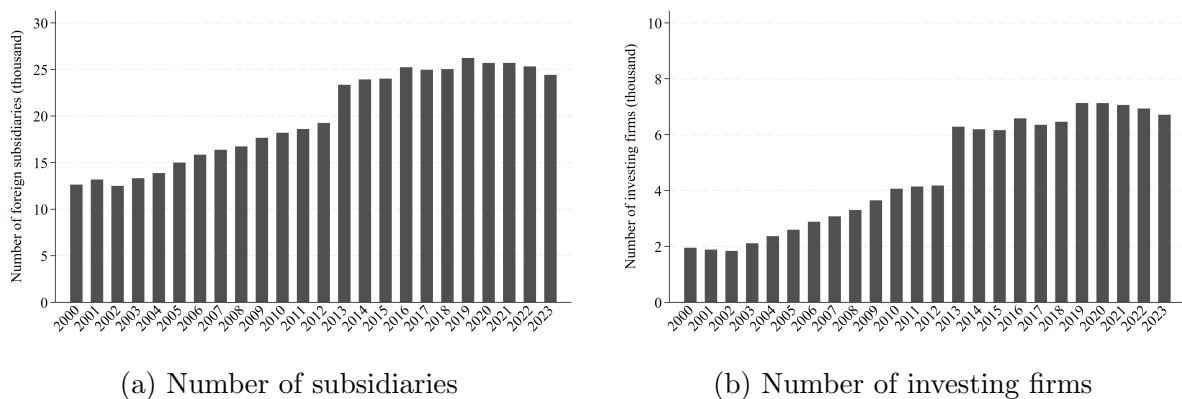 Number of foreign subsidiaries (thousand)
30
25
20
15
10
5
0
2000 2001 2002 2003 2004 2005 2006 2007 2008 2009 2010 2011 2012 2013 2014 2015 2016 2017 2018 2019 2020 2021 2022 2023
(a) Number of subsidiaries
Number of investing firms (thousand)
10
8
6
4
2
0
2000 2001 2002 2003 2004 2005 2006 2007 2008 2009 2010 2011 2012 2013 2014 2015 2016 2017 2018 2019 2020 2021 2022 2023
(b) Number of investing firms